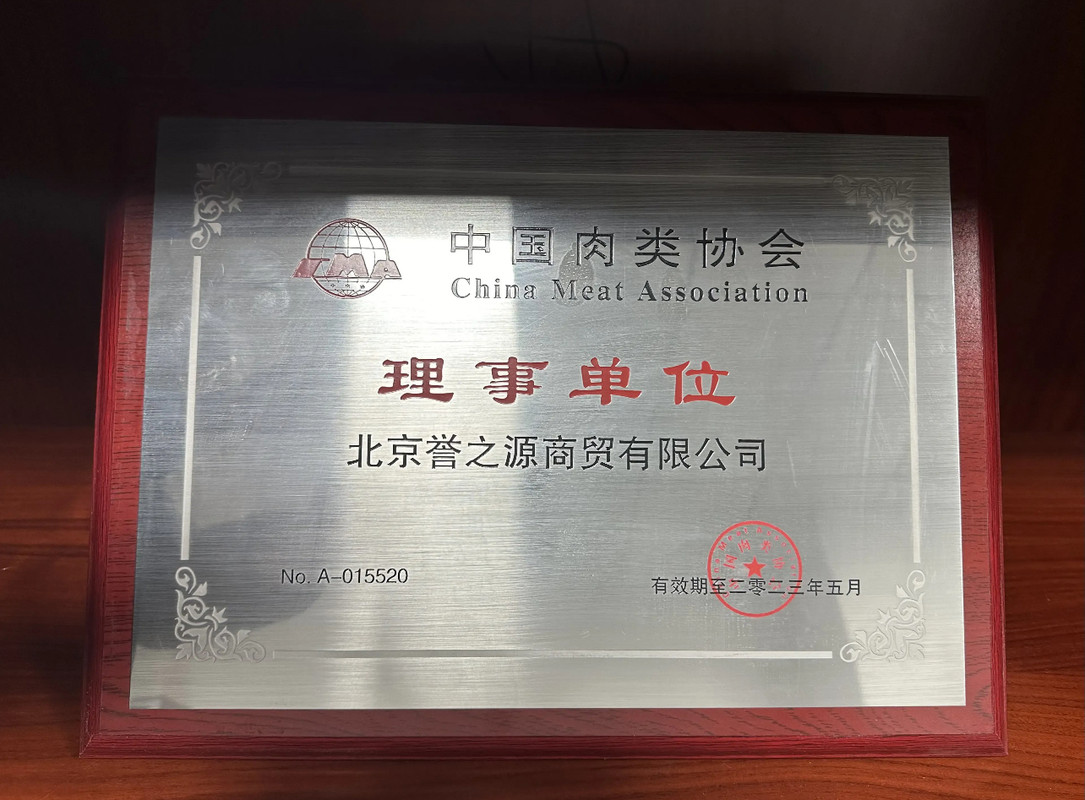 CMA
中国肉类协会
China Meat Association
理事单位
北京誉之源商贸有限公司
No. A-015520
有效期至二零二三年五月